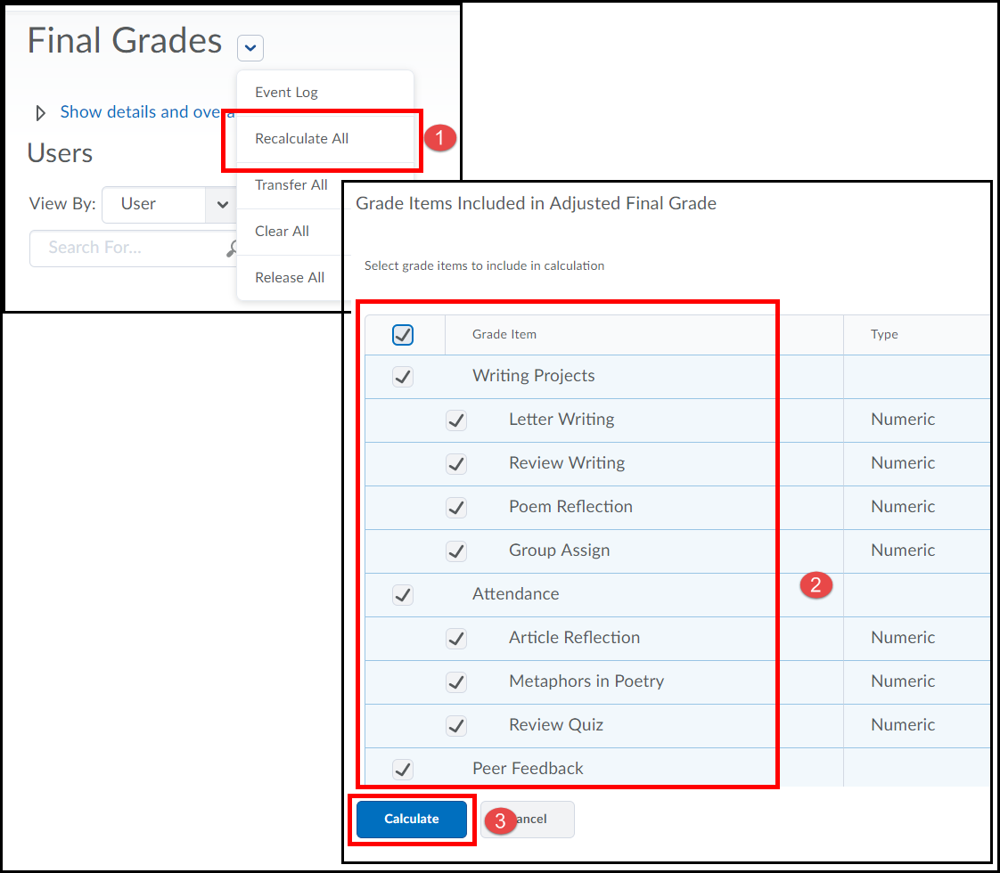 Final Grades
Event Log
Show details and overa
Recalculate All
1
Users
Transfer All
View By: User
Clear All
Search For...
Release All
Grade Items Included in Adjusted Final Grade
Select grade items to include in calculation
Grade Item Type
Writing Projects
Letter Writing Numeric
Review Writing Numeric
Poem Reflection Numeric
Group Assign Numeric
2
Attendance
Article Reflection Numeric
Metaphors in Poetry Numeric
Review Quiz Numeric
Peer Feedback
Calculate 3 ancel